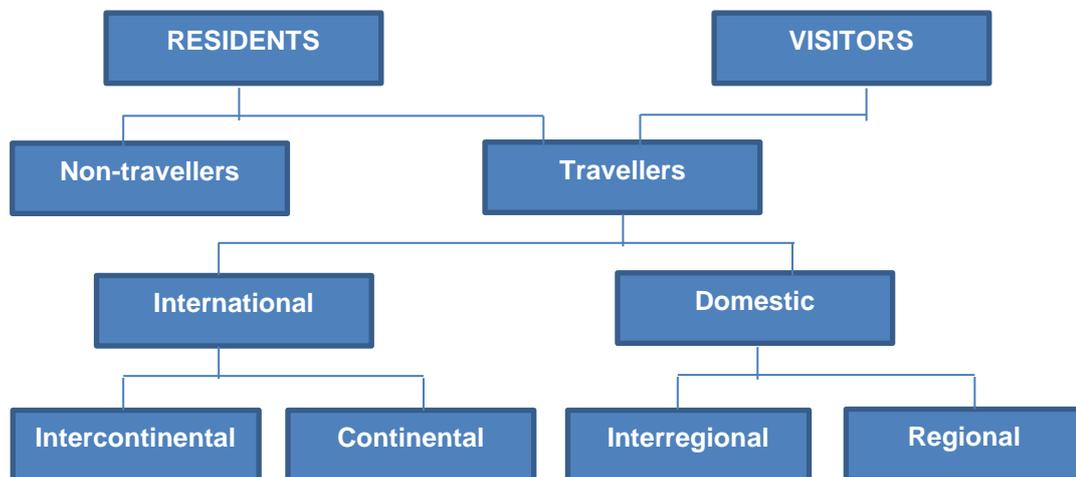 RESIDENTS
VISITORS
Non-travellers
Travellers
International
Domestic
Intercontinental
Continental
Interregional
Regional